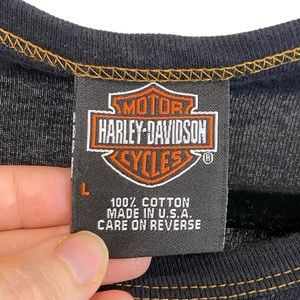 MOTOR
HARLEY-DAVIDSON
CYCLES®
L
100% COTTON
MADE IN U.S.A.
CARE ON REVERSE